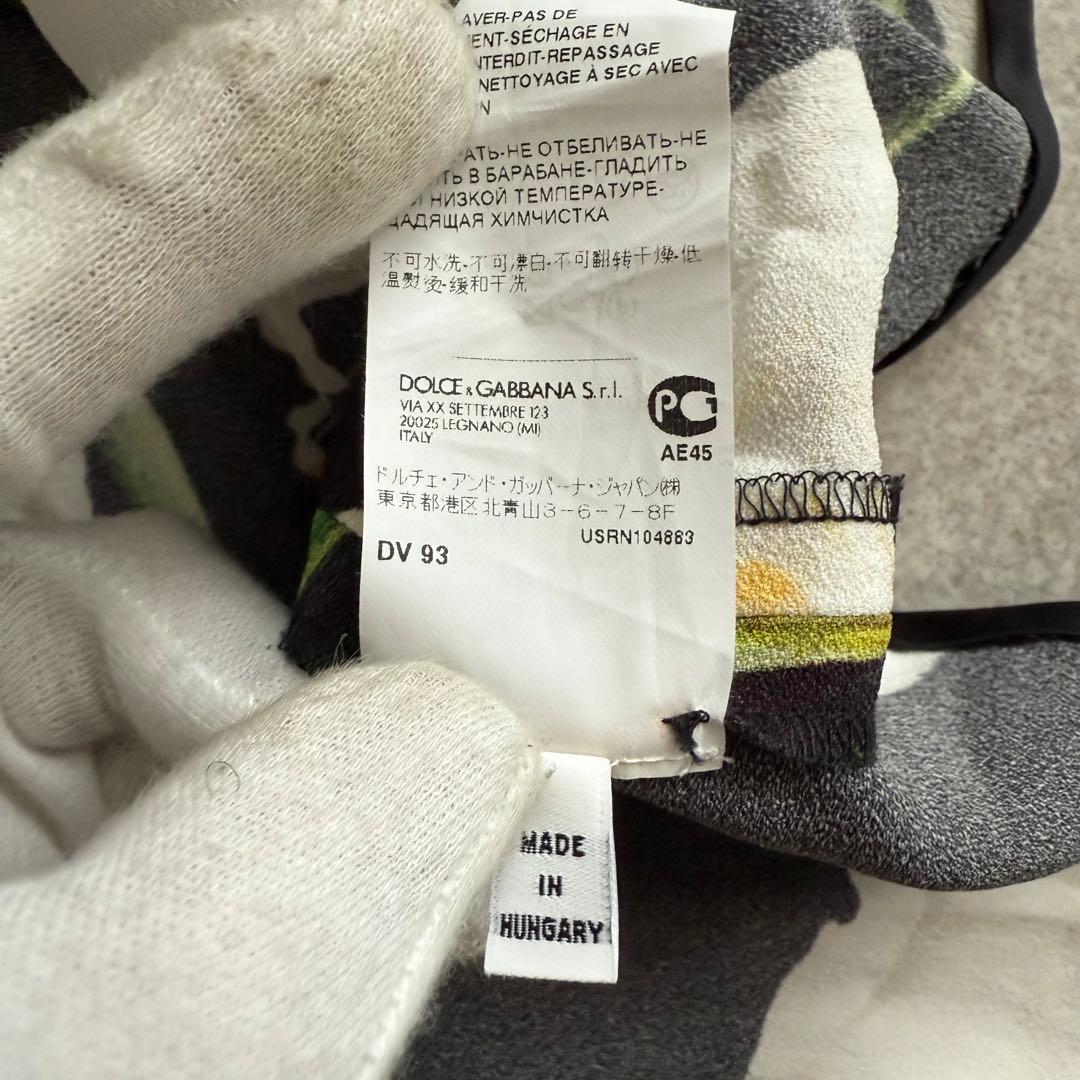 AVER-PAS DE
ENT-SÉCHAGE EN
NTERDIT-REPASSAGE
NETTOYAGE À SEC AVEC
N
АТЬ-НЕ ОТБЕЛИВАТЬ-НЕ
ТЬ В БАРАБАНЕ-ГЛАДИТЬ
И НИЗКОЙ ТЕМПЕРАТУРЕ-
ЩАДЯЩАЯ ХИМЧИСТКА
不可水洗-不可漂白-不可翻转干燥-低
温熨烫-缓和干洗
DOLCE & GABBANA S.r.l.
VIA XX SETTEMBRE 123
20025 LEGNANO (MI)
ITALY
PG
AE45
ドルチェ・アンド・ガッバーナ・ジャパン㈱
東京都港区北青山3-6-7-8F
USRN104883
DV 93
MADE
IN
HUNGARY